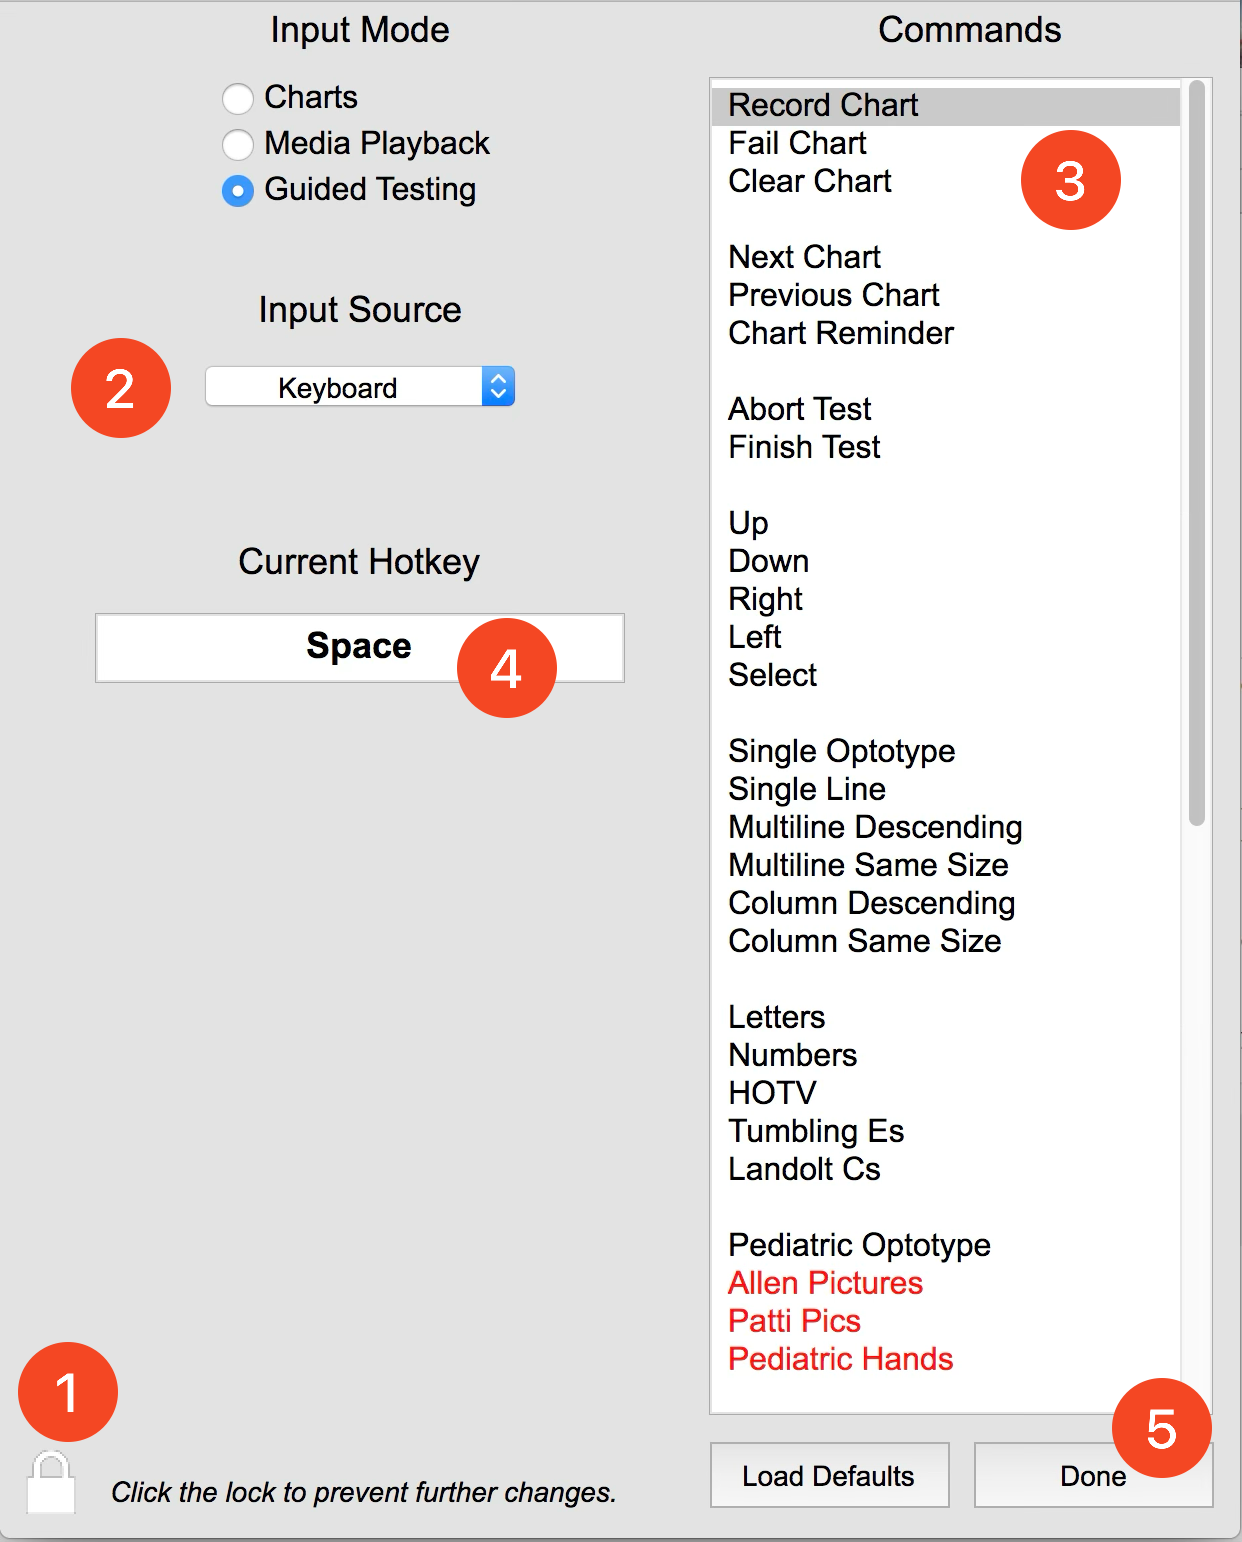 Input Mode
Charts
Media Playback
Guided Testing
Input Source
2
Keyboard
Current Hotkey
Space
4
1
Click the lock to prevent further changes.
Commands
Record Chart
Fail Chart
Clear Chart
3
Next Chart
Previous Chart
Chart Reminder
Abort Test
Finish Test
Up
Down
Right
Left
Select
Single Optotype
Single Line
Multiline Descending
Multiline Same Size
Column Descending
Column Same Size
Letters
Numbers
HOTV
Tumbling Es
Landolt Cs
Pediatric Optotype
Allen Pictures
Patti Pics
Pediatric Hands
5
Load Defaults
Done